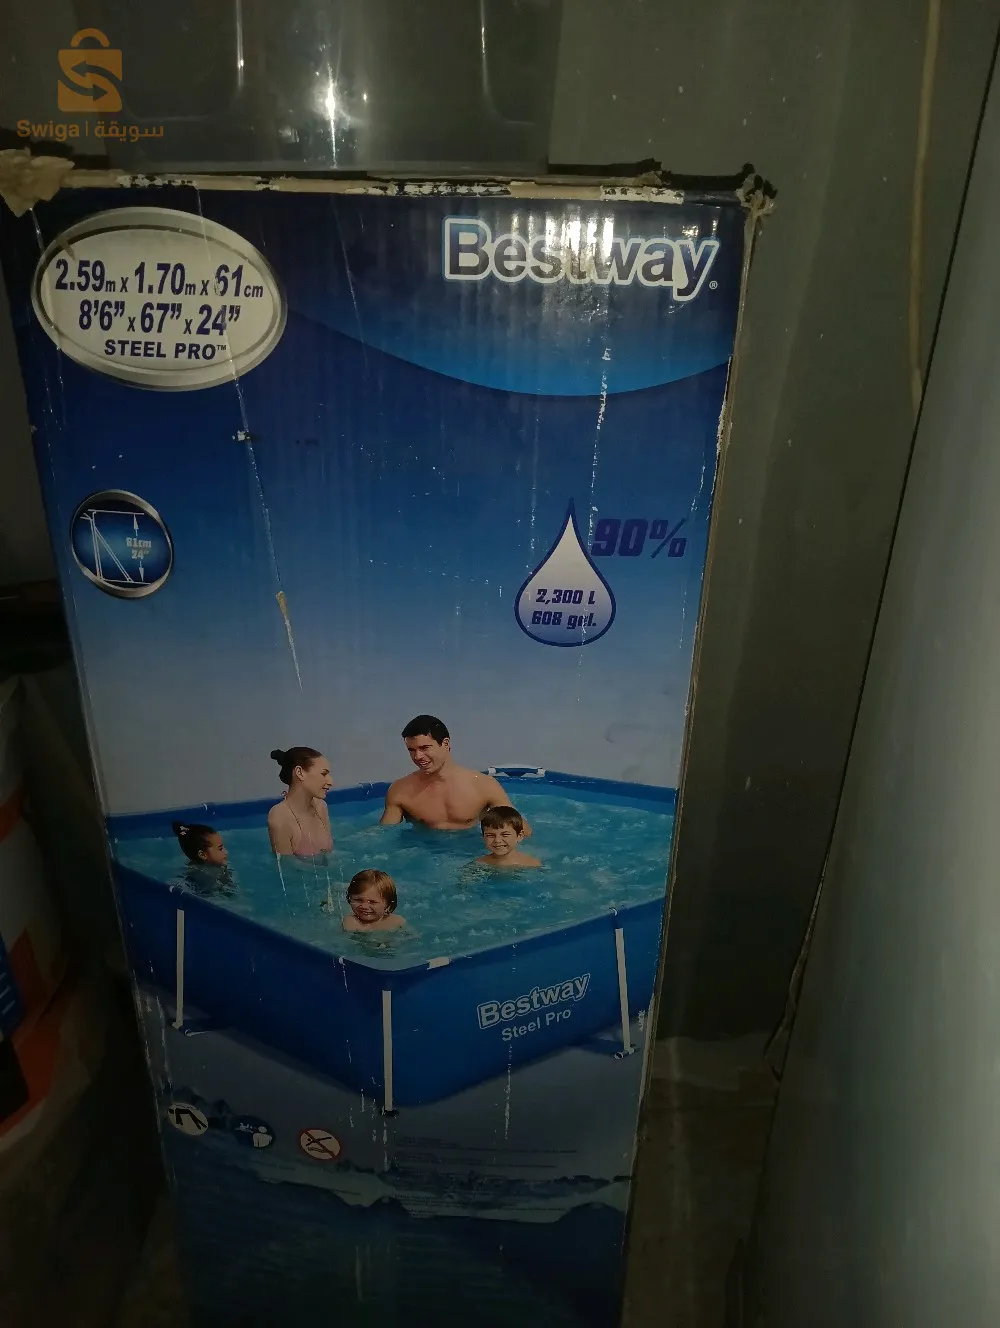 Swiga | سويقة
2.59m x 1.70m x 61cm
8'6" x 67" x 24"
STEEL PRO™
Bestway®
61cm
24"
90%
2,300 L
608 gal.
Bestway
Steel Pro